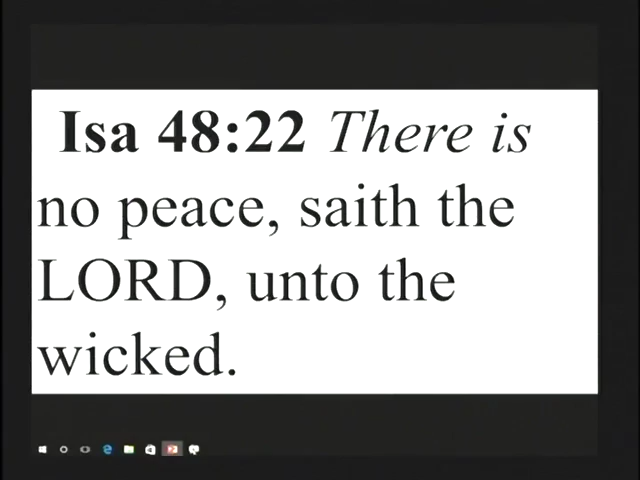 Isa 48:22 There is
no peace, saith the
LORD, unto the
wicked.